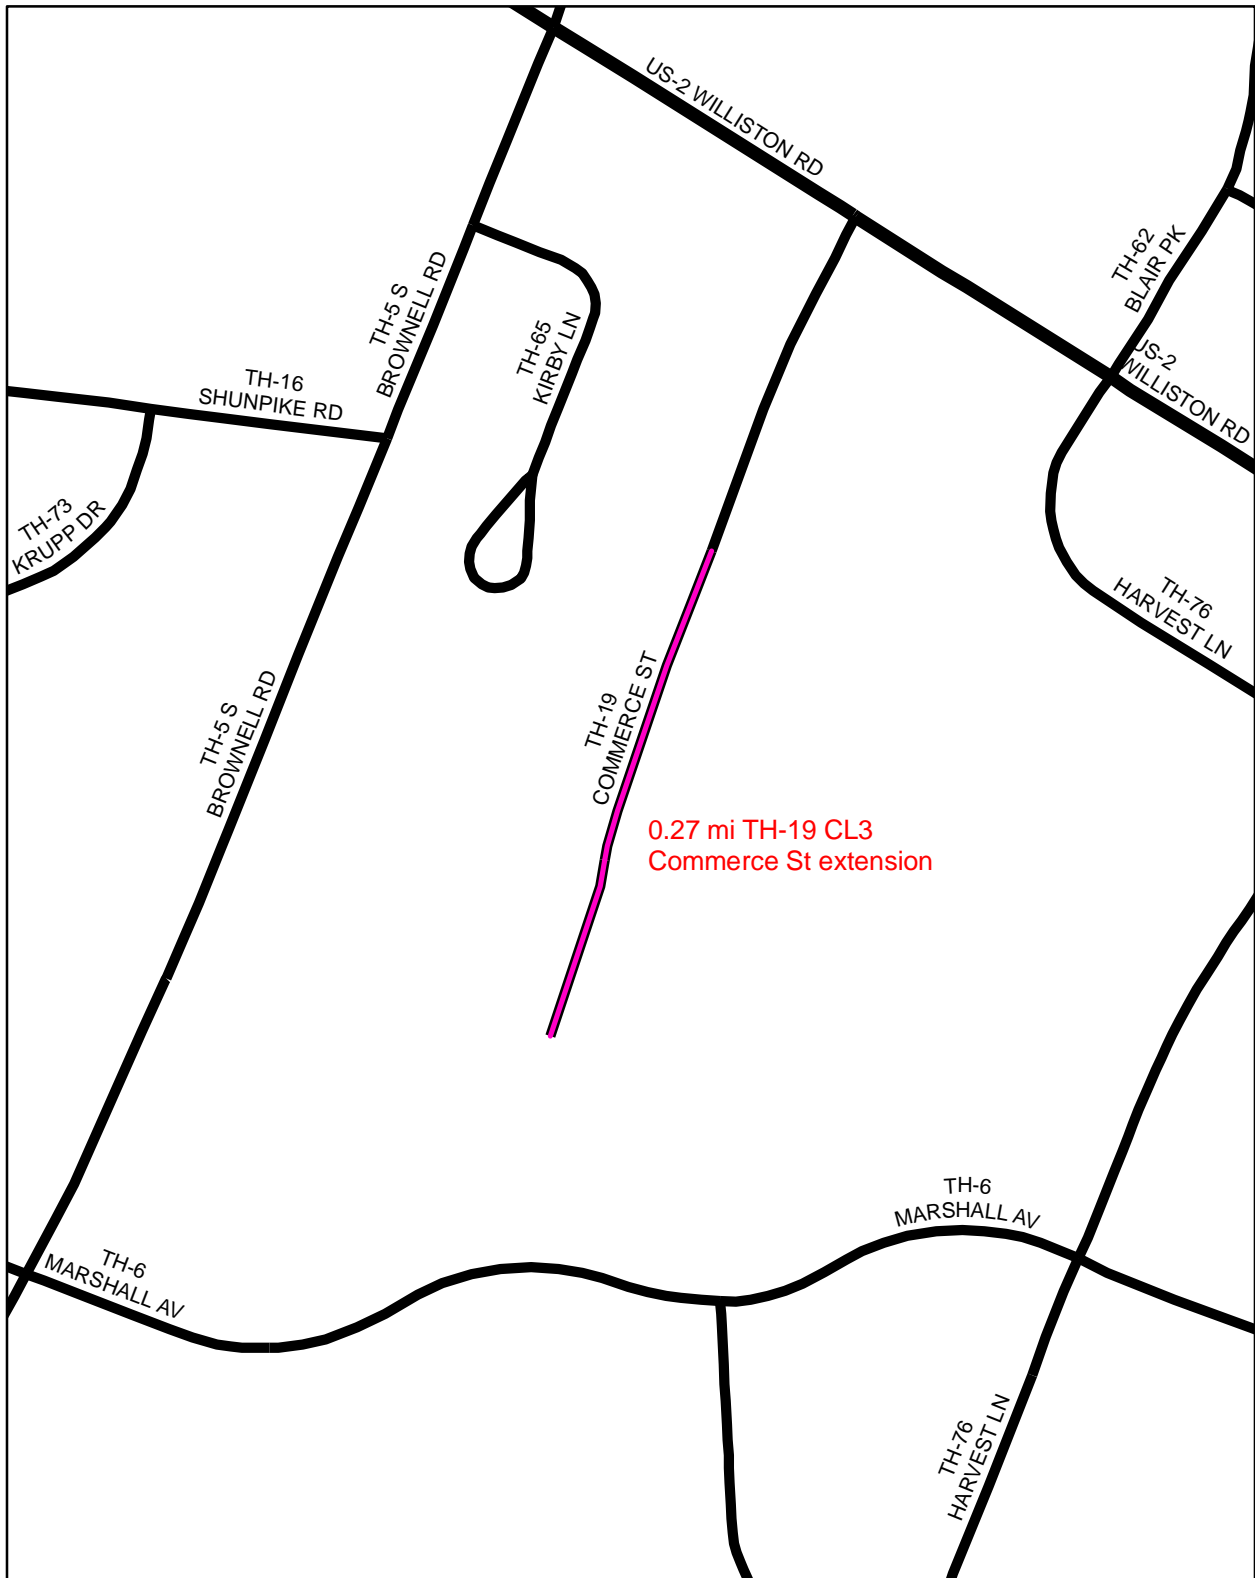 US-2 WILLISTON RD
TH-62
BLAIR PK
TH-5 S
BROWNELL RD
TH-65
KIRBY LN
US-2
WILLISTON RD
TH-16
SHUNPIKE RD
TH-73
KRUPP DR
TH-76
HARVEST LN
TH-5 S
BROWNELL RD
TH-19
COMMERCE ST
0.27 mi TH-19 CL3
Commerce St extension
TH-6
MARSHALL AV
TH-6
MARSHALL AV
TH-76
HARVEST LN